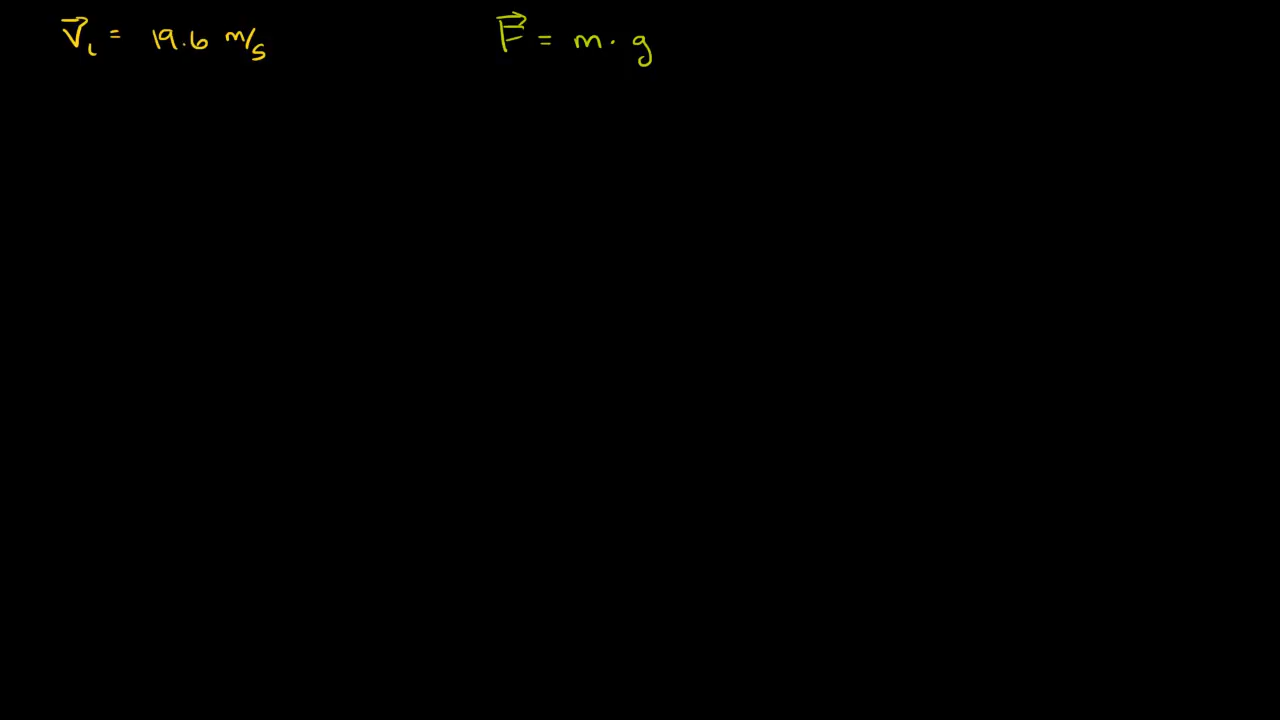 v⃗ᵢ = 19.6 m/s
F⃗ = m · g